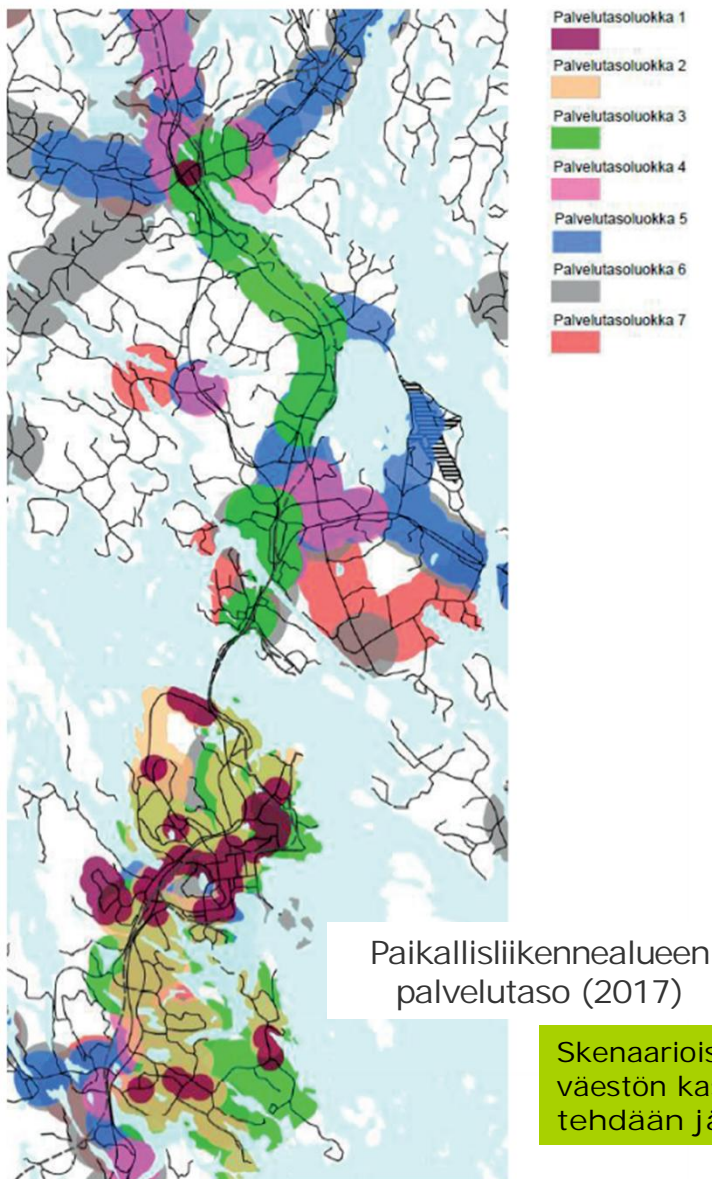 Palvelutasoluokka 1
Palvelutasoluokka 2
Palvelutasoluokka 3
Palvelutasoluokka 4
Palvelutasoluokka 5
Palvelutasoluokka 6
Palvelutasoluokka 7
Paikallisliikennealueen
palvelutaso (2017)
Skenaariois
väestön ka
tehdään jä